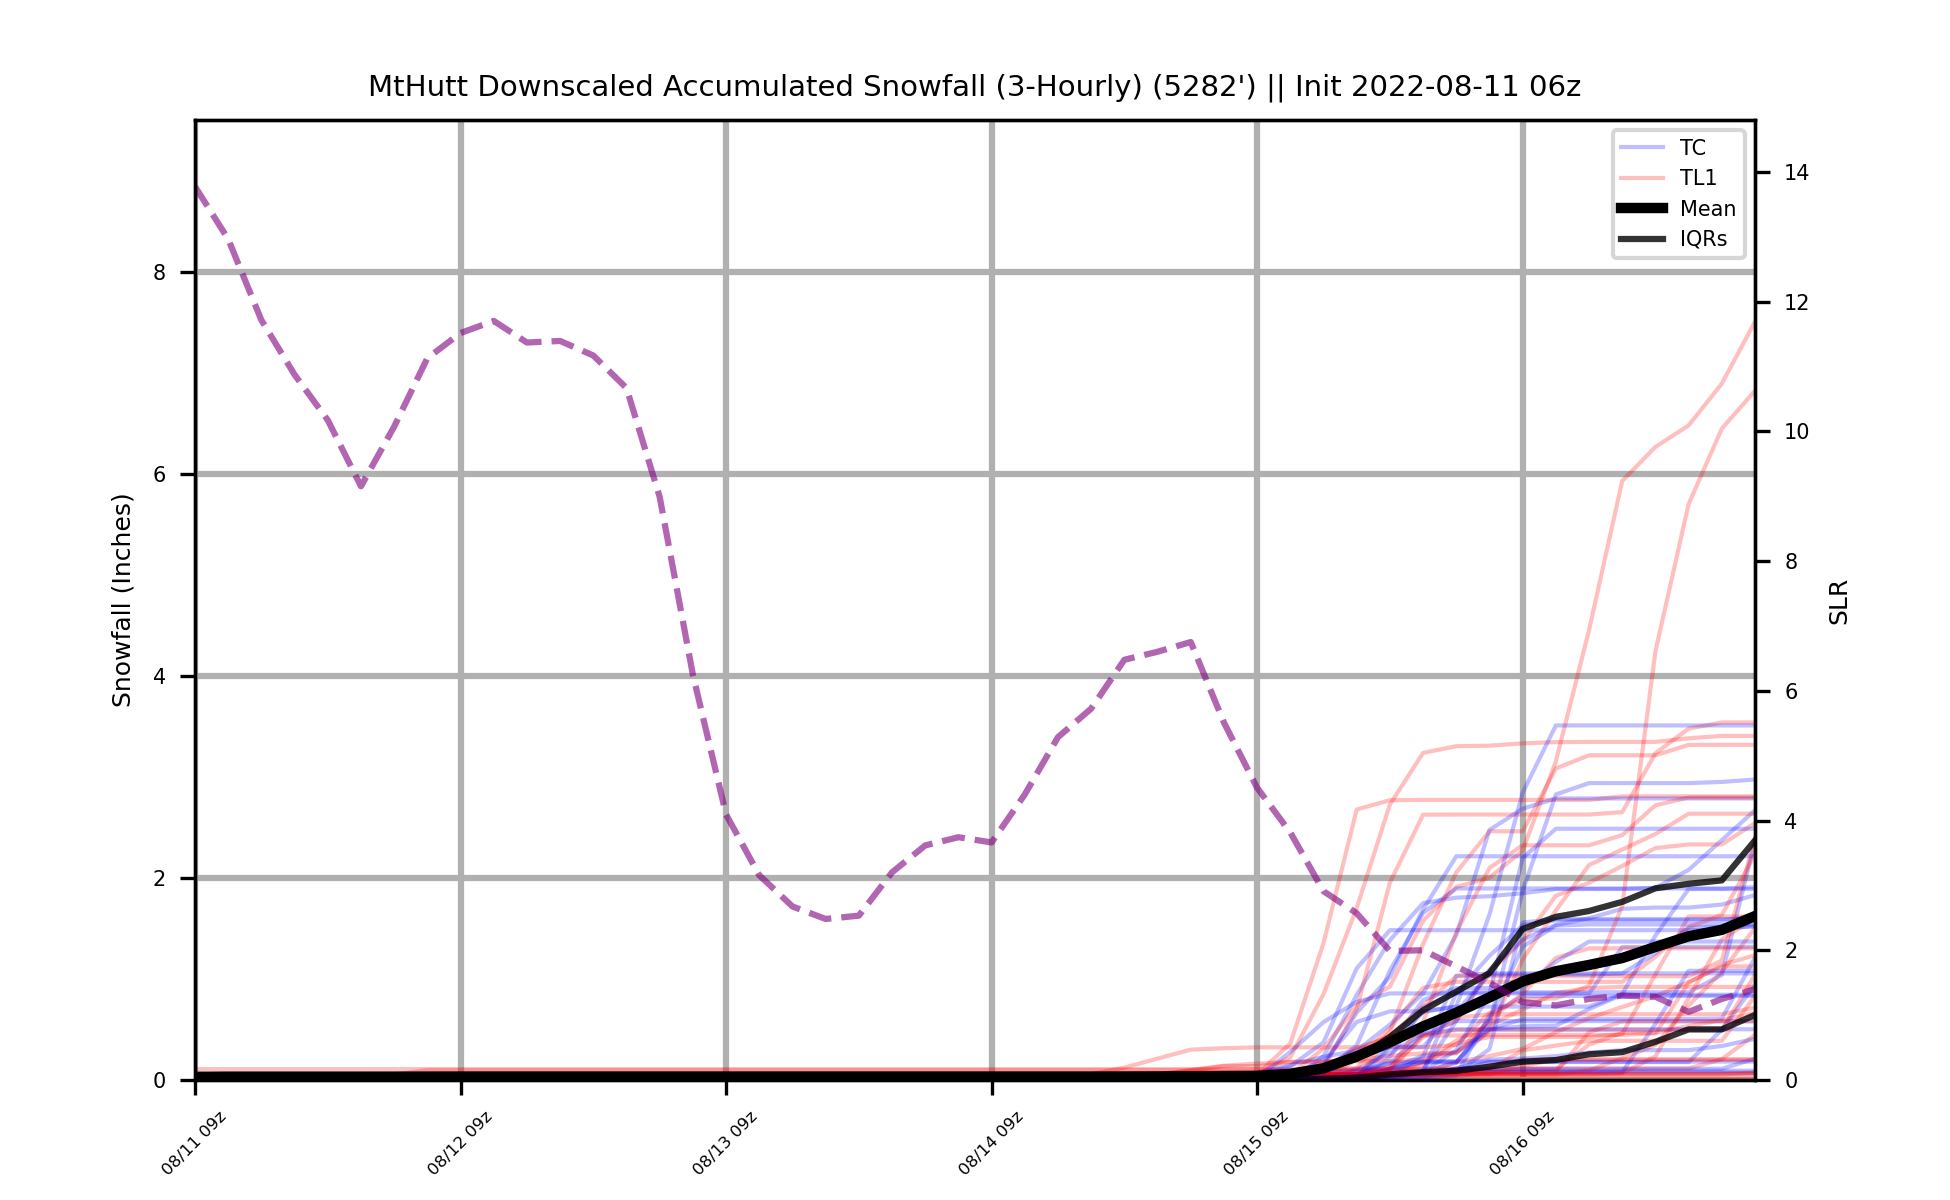 MtHutt Downscaled Accumulated Snowfall (3-Hourly) (5282') || Init 2022-08-11 06z
TC
TL1
Mean
IQRs
Snowfall (Inches)
8
6
4
2
0
14
12
10
8
6
4
2
0
SLR
08/11 09z
08/12 09z
08/13 09z
08/14 09z
08/15 09z
08/16 09z